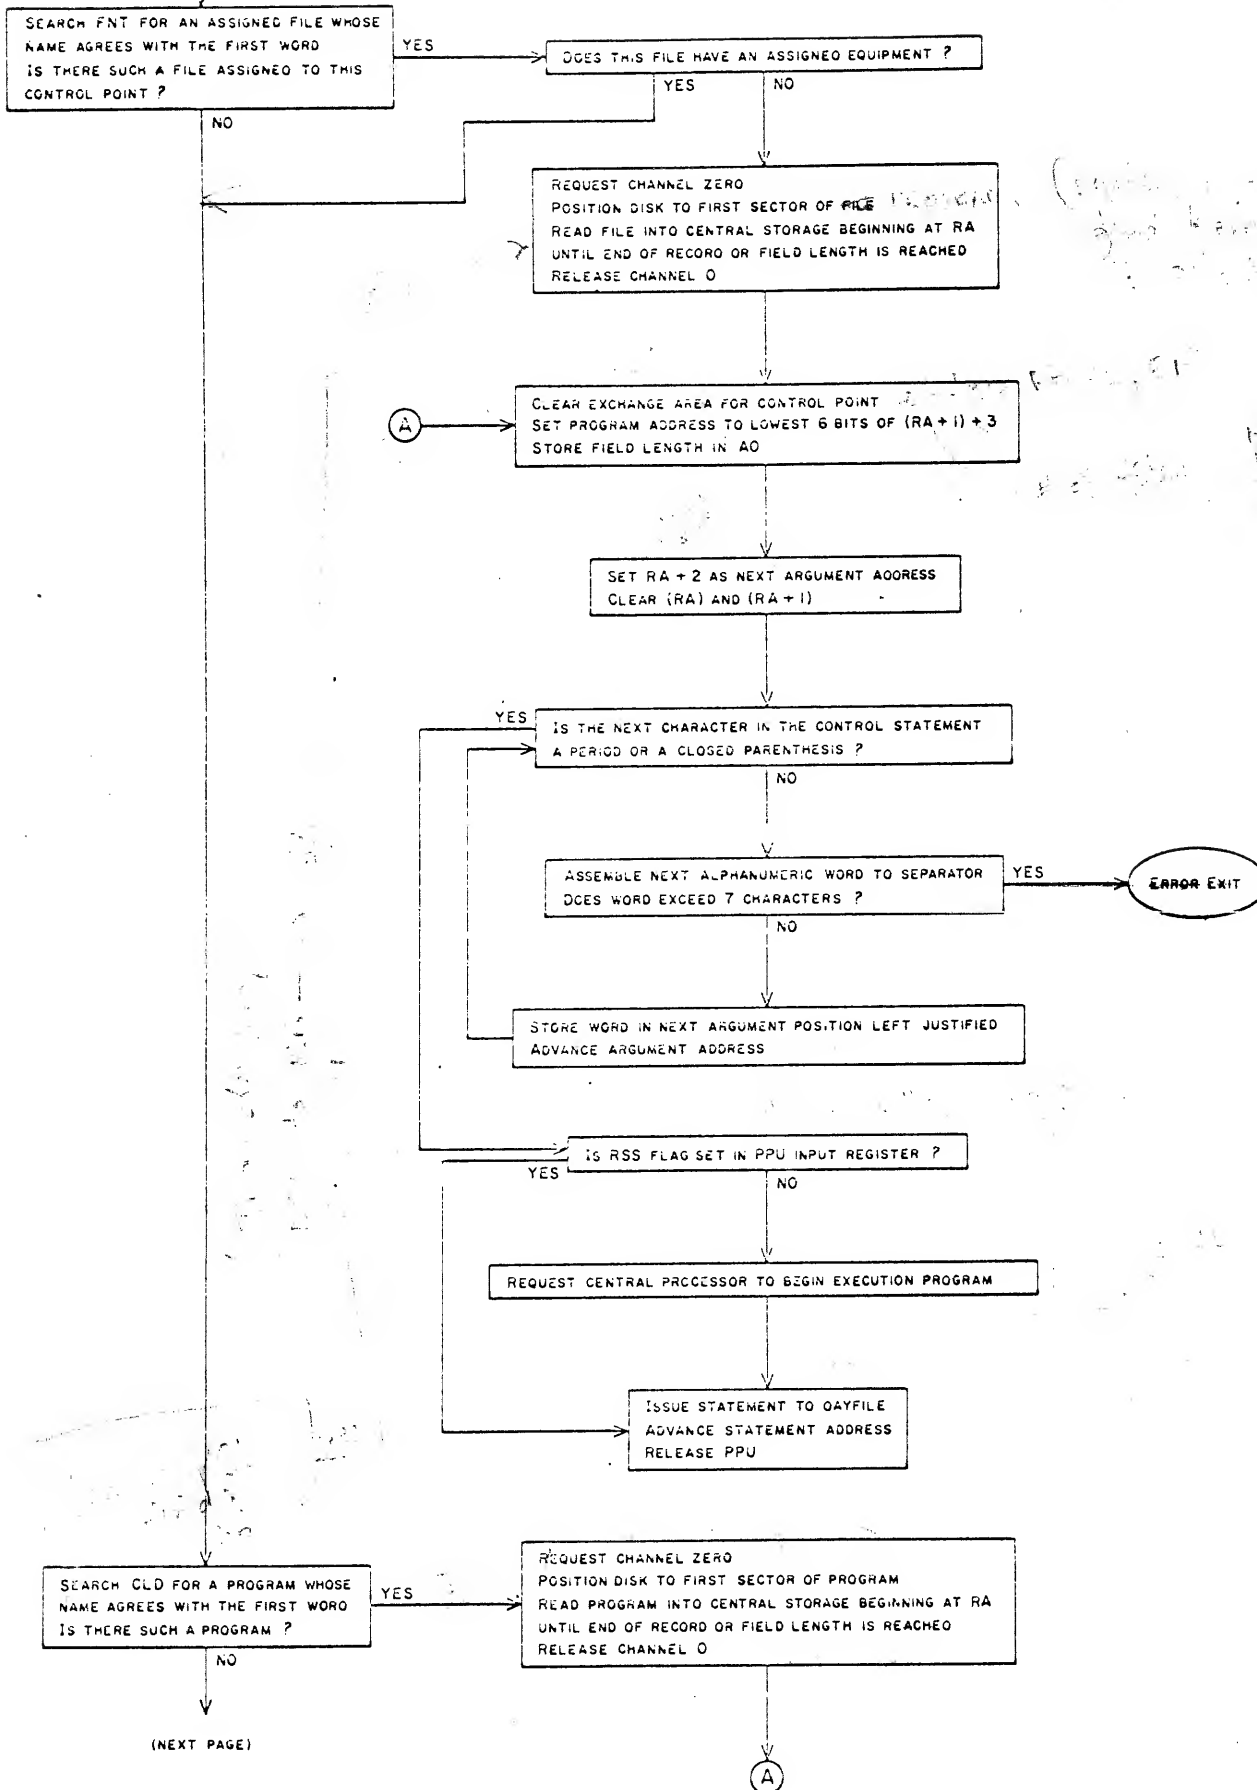 SEARCH FNT FOR AN ASSIGNED FILE WHOSE
NAME AGREES WITH THE FIRST WORD
IS THERE SUCH A FILE ASSIGNED TO THIS
CONTROL POINT ?
YES
NO
DOES THIS FILE HAVE AN ASSIGNED EQUIPMENT ?
YES
NO
REQUEST CHANNEL ZERO
POSITION DISK TO FIRST SECTOR OF FILE
READ FILE INTO CENTRAL STORAGE BEGINNING AT RA
UNTIL END OF RECORD OR FIELD LENGTH IS REACHED
RELEASE CHANNEL 0
A
CLEAR EXCHANGE AREA FOR CONTROL POINT
SET PROGRAM ADDRESS TO LOWEST 6 BITS OF (RA + 1) + 3
STORE FIELD LENGTH IN A0
SET RA + 2 AS NEXT ARGUMENT ADDRESS
CLEAR (RA) AND (RA + 1)
YES
IS THE NEXT CHARACTER IN THE CONTROL STATEMENT
A PERIOD OR A CLOSED PARENTHESIS ?
NO
ASSEMBLE NEXT ALPHANUMERIC WORD TO SEPARATOR
DOES WORD EXCEED 7 CHARACTERS ?
YES
ERROR EXIT
NO
STORE WORD IN NEXT ARGUMENT POSITION LEFT JUSTIFIED
ADVANCE ARGUMENT ADDRESS
IS RSS FLAG SET IN PPU INPUT REGISTER ?
YES
NO
REQUEST CENTRAL PROCESSOR TO BEGIN EXECUTION PROGRAM
ISSUE STATEMENT TO DAYFILE
ADVANCE STATEMENT ADDRESS
RELEASE PPU
SEARCH CLD FOR A PROGRAM WHOSE
NAME AGREES WITH THE FIRST WORD
IS THERE SUCH A PROGRAM ?
YES
NO
REQUEST CHANNEL ZERO
POSITION DISK TO FIRST SECTOR OF PROGRAM
READ PROGRAM INTO CENTRAL STORAGE BEGINNING AT RA
UNTIL END OF RECORD OR FIELD LENGTH IS REACHED
RELEASE CHANNEL 0
(NEXT PAGE)
A